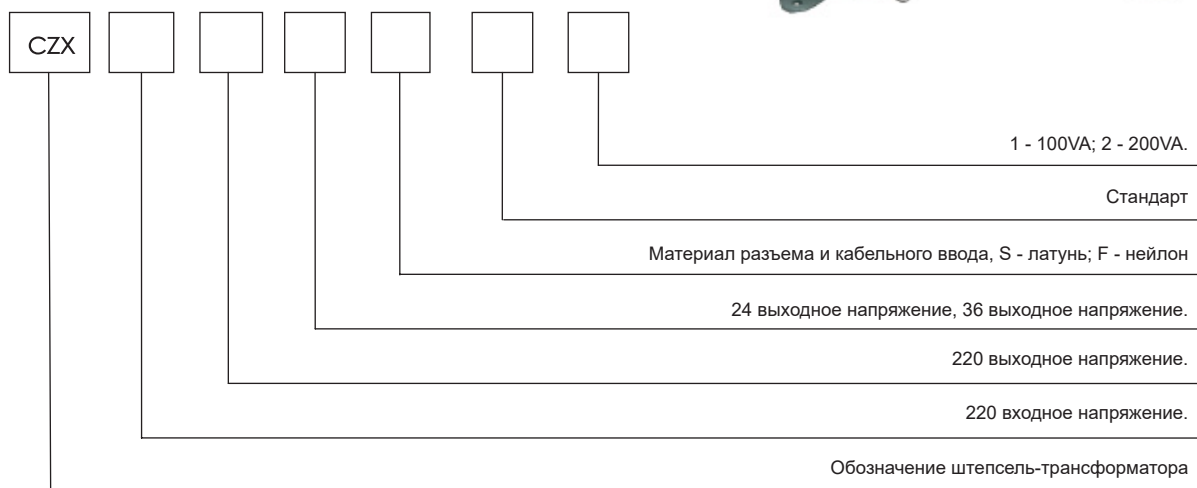 CZX
1 - 100VA; 2 - 200VA.
Стандарт
Материал разъема и кабельного ввода, S - латунь; F - нейлон
24 выходное напряжение, 36 выходное напряжение.
220 выходное напряжение.
220 входное напряжение.
Обозначение штепсель-трансформатора